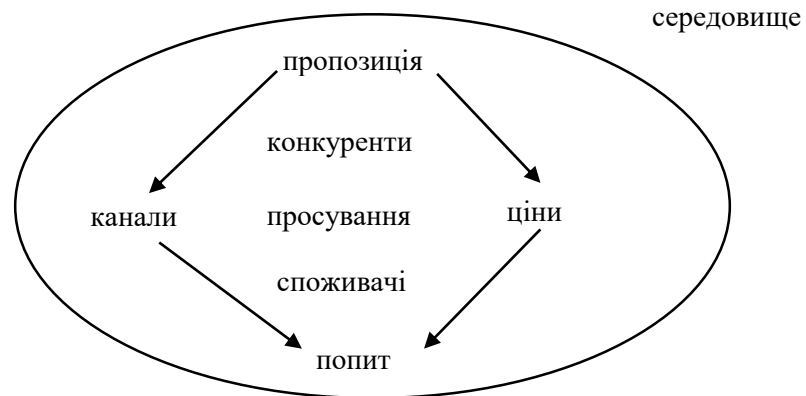 середовище
пропозиція
конкуренти
канали просування ціни
споживачі
попит